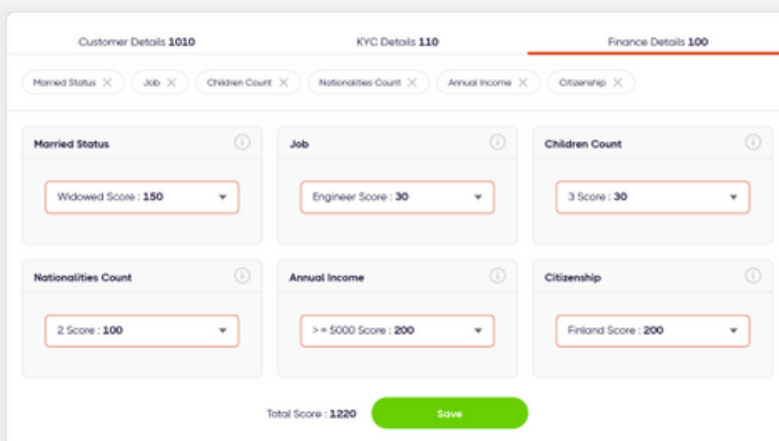 Customer Details 1010 KYC Details 110 Finance Details 100
Married Status Job Children Count Nationalities Count Annual Income Citizenship
Married Status Job Children Count
Widowed Score : 150 Engineer Score : 30 3 Score : 30
Nationalities Count Annual Income Citizenship
2 Score : 100 >= 5000 Score : 200 Finland Score : 200
Total Score : 1220 Save